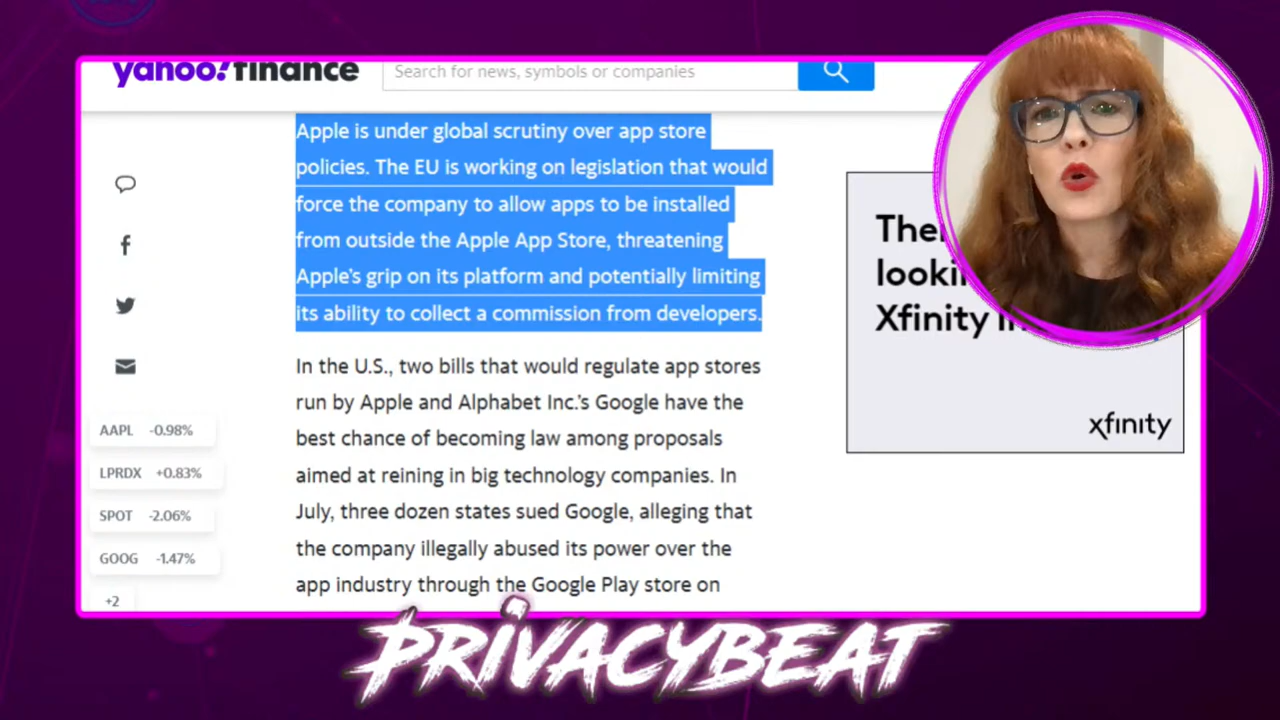 yahoo!finance
Search for news, symbols or companies
Apple is under global scrutiny over app store
policies. The EU is working on legislation that would
force the company to allow apps to be installed
from outside the Apple App Store, threatening
Apple's grip on its platform and potentially limiting
its ability to collect a commission from developers.
In the U.S., two bills that would regulate app stores
run by Apple and Alphabet Inc.'s Google have the
best chance of becoming law among proposals
aimed at reining in big technology companies. In
July, three dozen states sued Google, alleging that
the company illegally abused its power over the
app industry through the Google Play store on
AAPL -0.98%
LPRDX +0.83%
SPOT -2.06%
GOOG -1.47%
+2
Xfinity
xfinity
PRIVACYBEAT